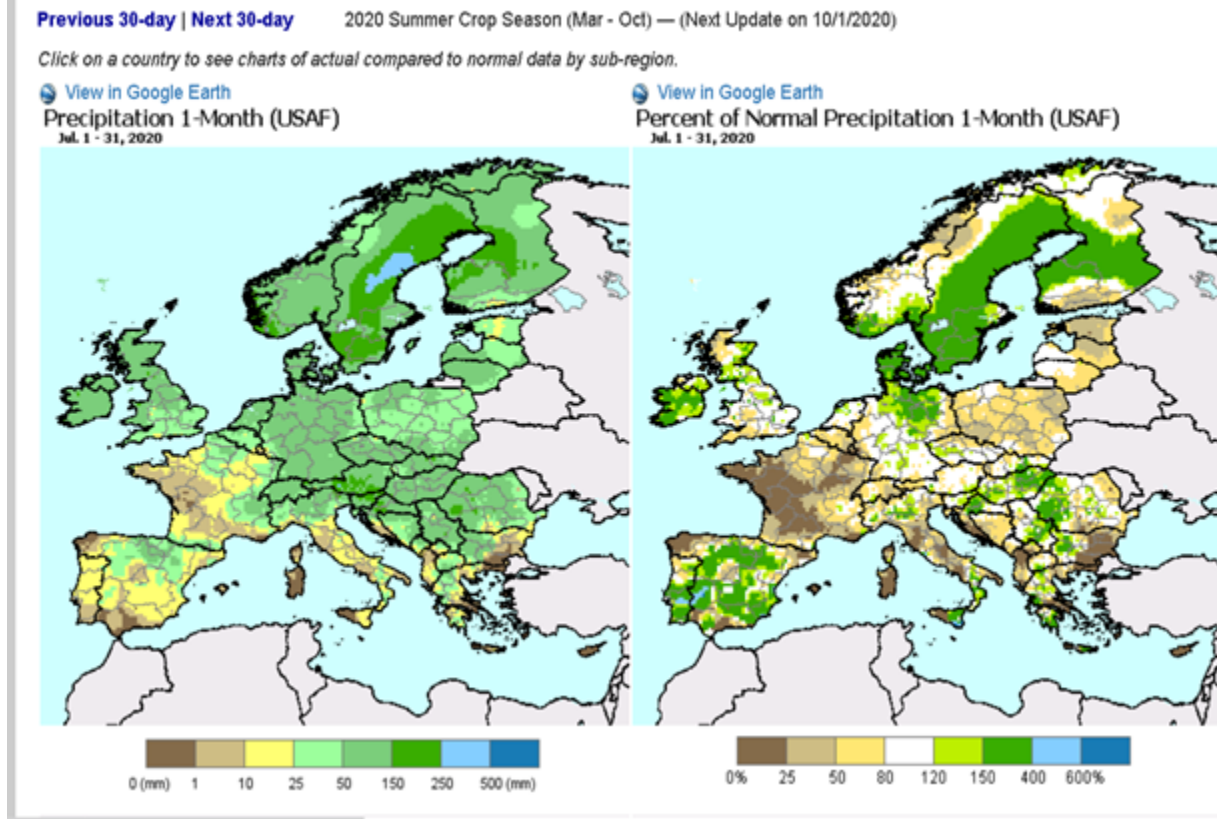 Previous 30-day | Next 30-day 2020 Summer Crop Season (Mar - Oct) — (Next Update on 10/1/2020)
Click on a country to see charts of actual compared to normal data by sub-region.
View in Google Earth
Precipitation 1-Month (USAF)
Jul. 1 - 31, 2020
0 (mm) 1 10 25 50 150 250 500 (mm)
View in Google Earth
Percent of Normal Precipitation 1-Month (USAF)
Jul. 1 - 31, 2020
0% 25 50 80 120 150 400 600%